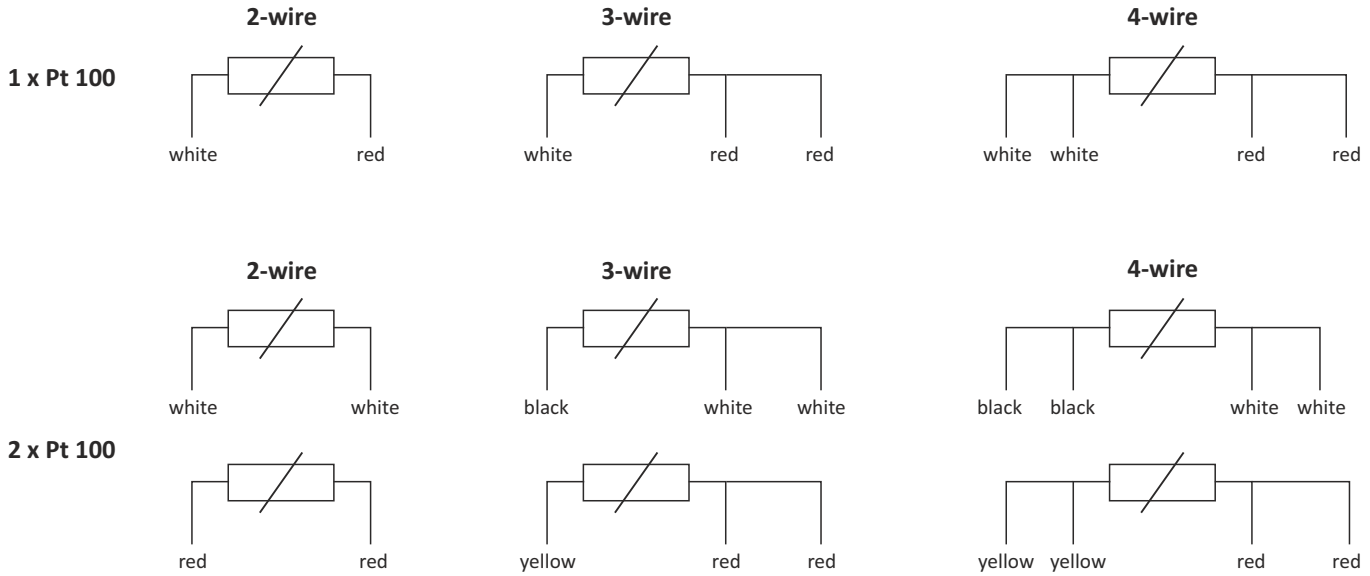 2-wire 3-wire 4-wire
1 x Pt 100
white red white red red white white red red
2-wire 3-wire 4-wire
white white black white white black black white white
2 x Pt 100
red red yellow red red yellow yellow red red